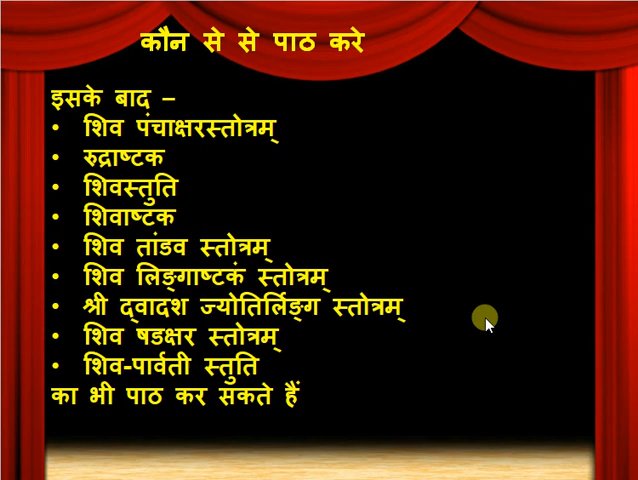 कौन से से पाठ करे
इसके बाद –
• शिव पंचाक्षरस्तोत्रम्
• रुद्राष्टक
• शिवस्तुति
• शिवाष्टक
• शिव तांडव स्तोत्रम्
• शिव लिङ्गाष्टकं स्तोत्रम्
• श्री द्वादश ज्योतिर्लिङ्ग स्तोत्रम्
• शिव षडक्षर स्तोत्रम्
• शिव-पार्वती स्तुति
का भी पाठ कर सकते हैं